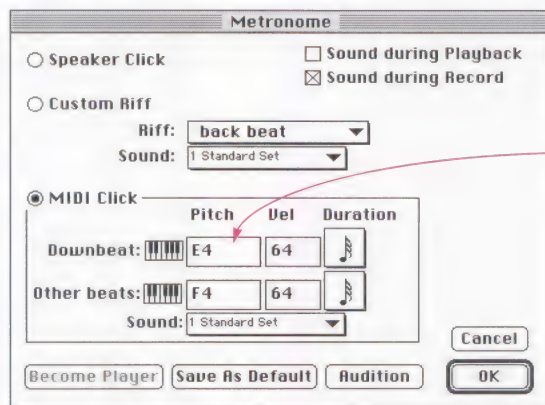 Metronome
Speaker Click
Sound during Playback
Sound during Record
Custom Riff
Riff: back beat
Sound: 1 Standard Set
MIDI Click
Pitch Vel Duration
Downbeat: E4 64
Other beats: F4 64
Sound: 1 Standard Set
Cancel
Become Player Save As Default Audition OK